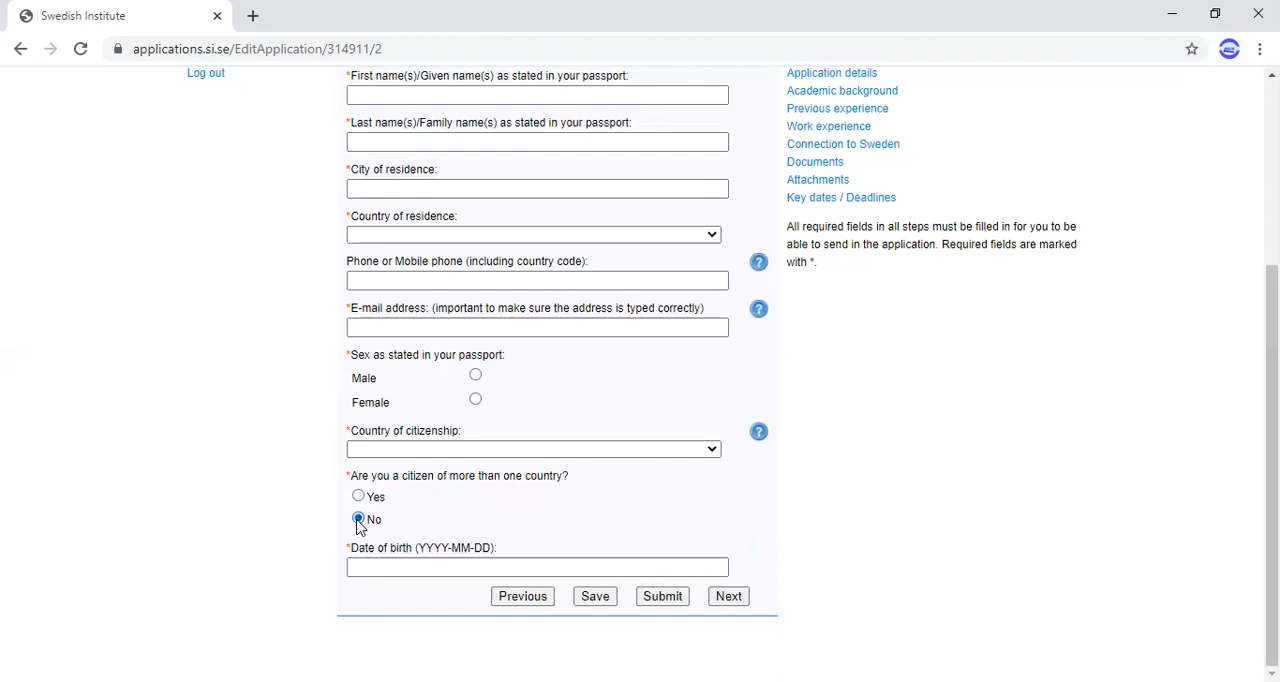 Swedish Institute
applications.si.se/EditApplication/314911/2
Log out
*First name(s)/Given name(s) as stated in your passport:
*Last name(s)/Family name(s) as stated in your passport:
*City of residence:
*Country of residence:
Phone or Mobile phone (including country code):
?
*E-mail address: (important to make sure the address is typed correctly)
?
*Sex as stated in your passport:
Male
Female
*Country of citizenship:
?
*Are you a citizen of more than one country?
Yes
No
*Date of birth (YYYY-MM-DD):
Previous Save Submit Next
Application details
Academic background
Previous experience
Work experience
Connection to Sweden
Documents
Attachments
Key dates / Deadlines
All required fields in all steps must be filled in for you to be
able to send in the application. Required fields are marked
with *.